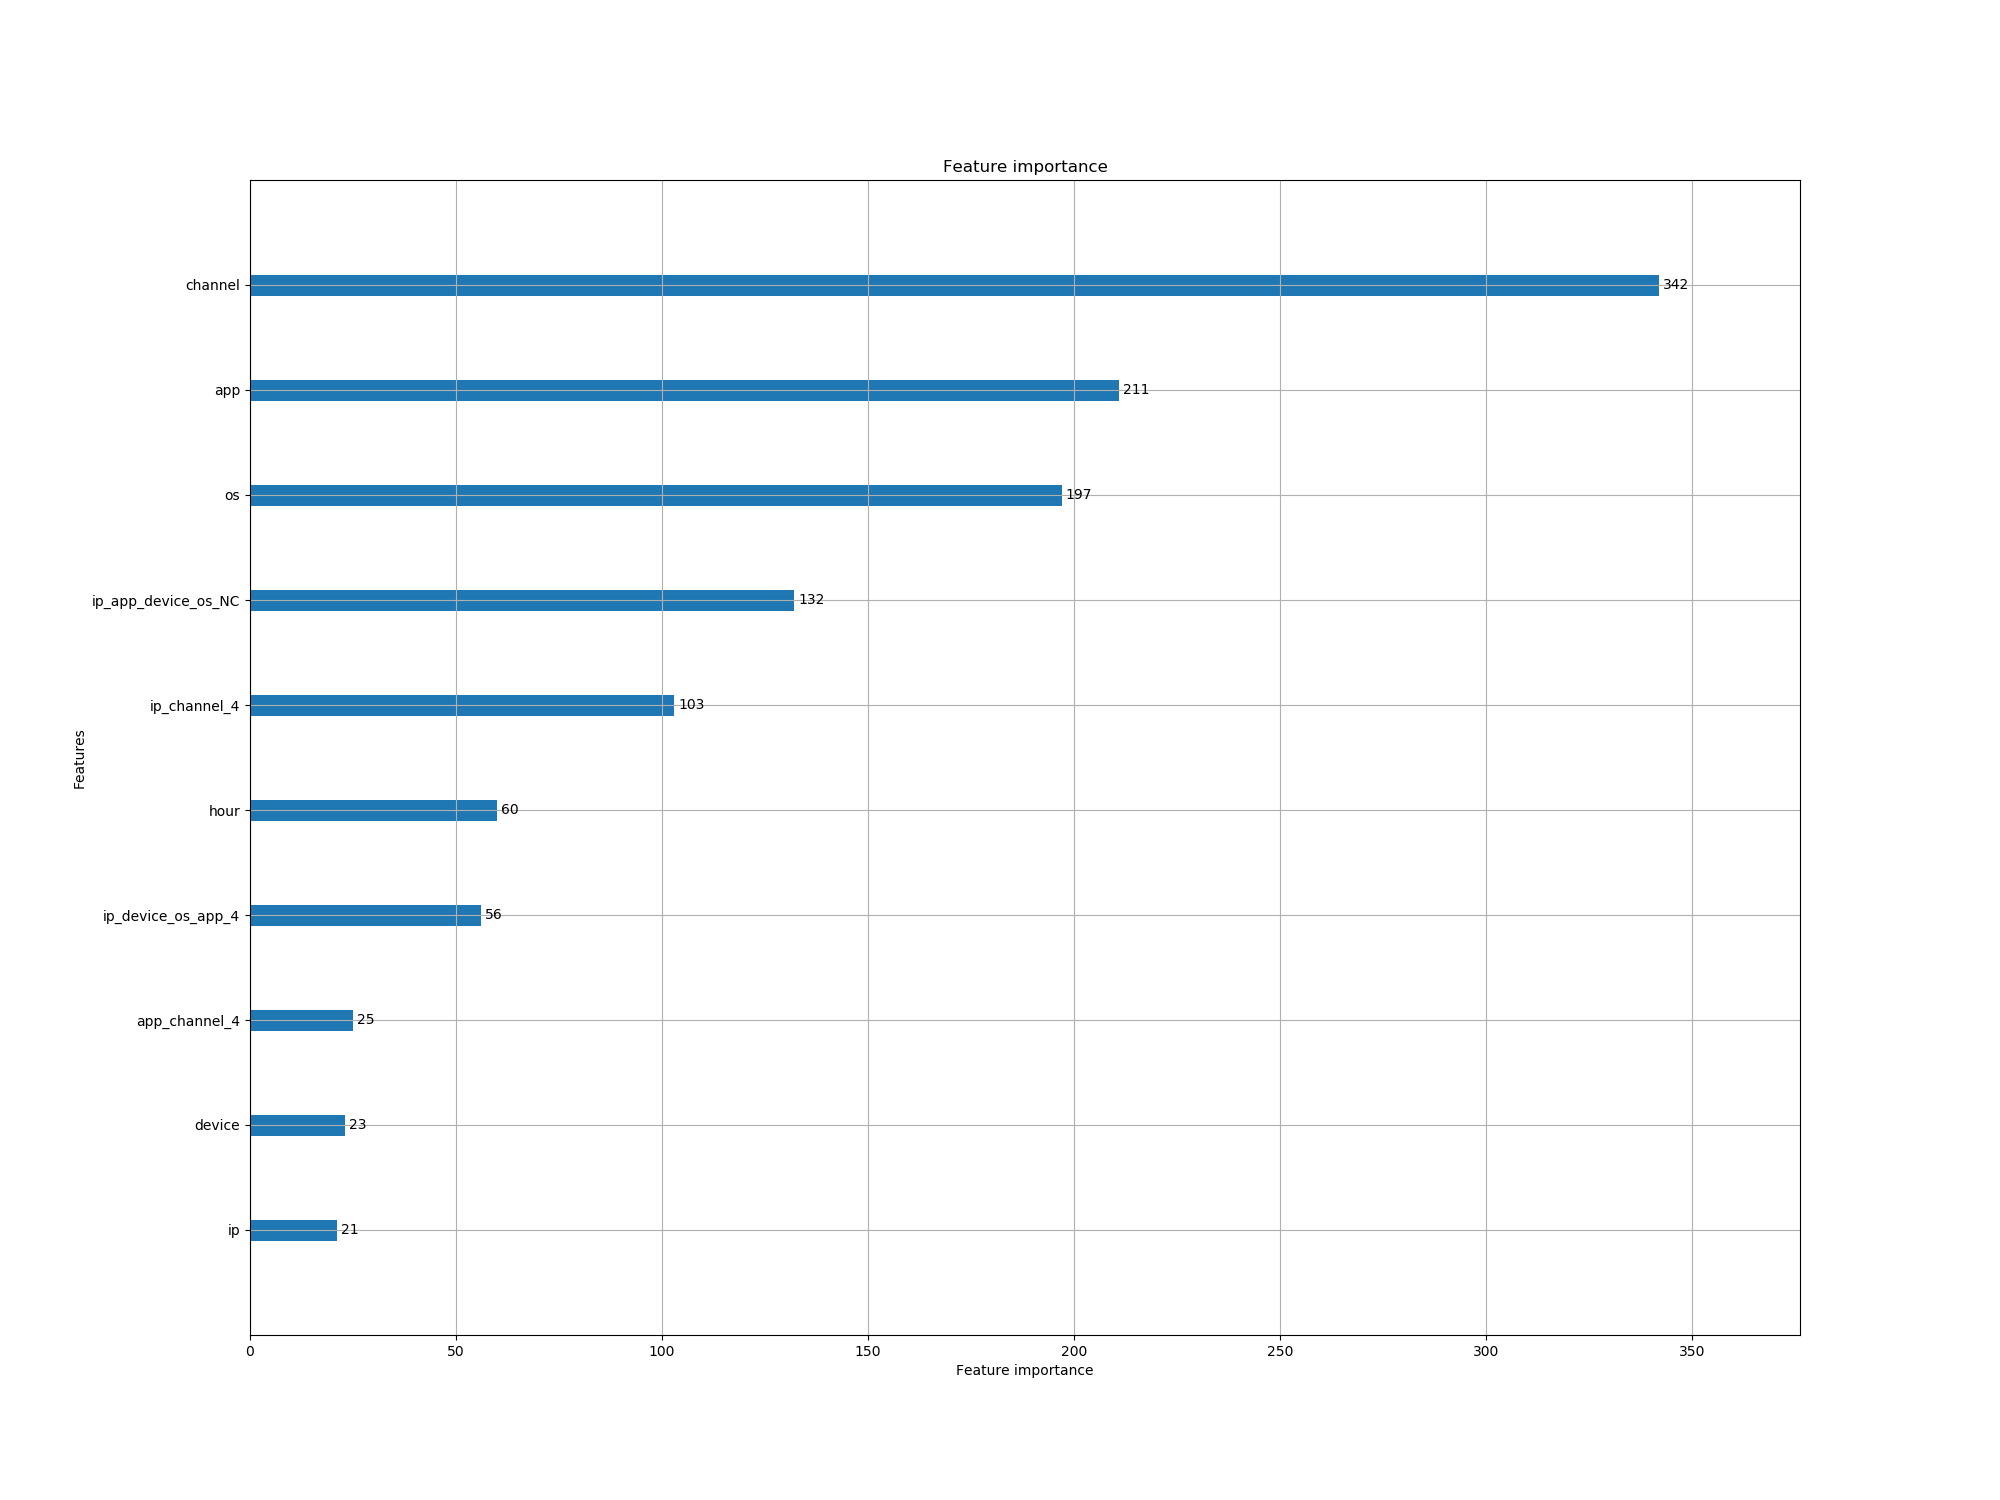 Feature importance
channel 342
app 211
os 197
ip_app_device_os_NC 132
ip_channel_4 103
hour 60
ip_device_os_app_4 56
app_channel_4 25
device 23
ip 21
Features
0 50 100 150 200 250 300 350
Feature importance